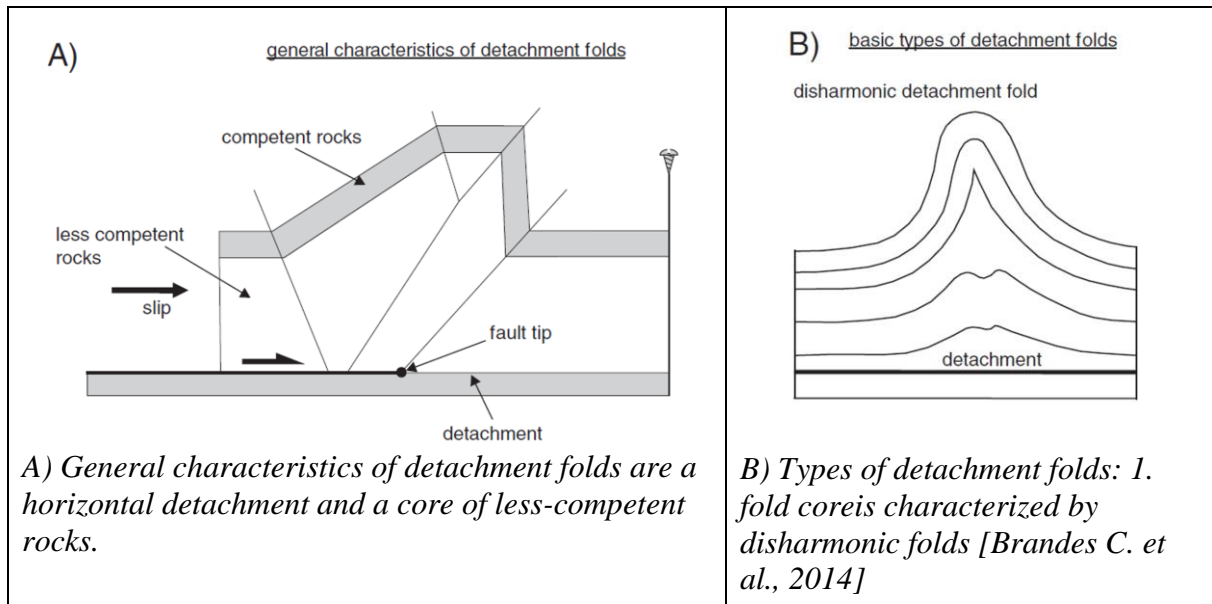 A)
general characteristics of detachment folds
competent rocks
less competent
rocks
slip
fault tip
detachment
A) General characteristics of detachment folds are a
horizontal detachment and a core of less-competent
rocks.
B)
basic types of detachment folds
disharmonic detachment fold
detachment
B) Types of detachment folds: 1.
fold coreis characterized by
disharmonic folds [Brandes C. et
al., 2014]